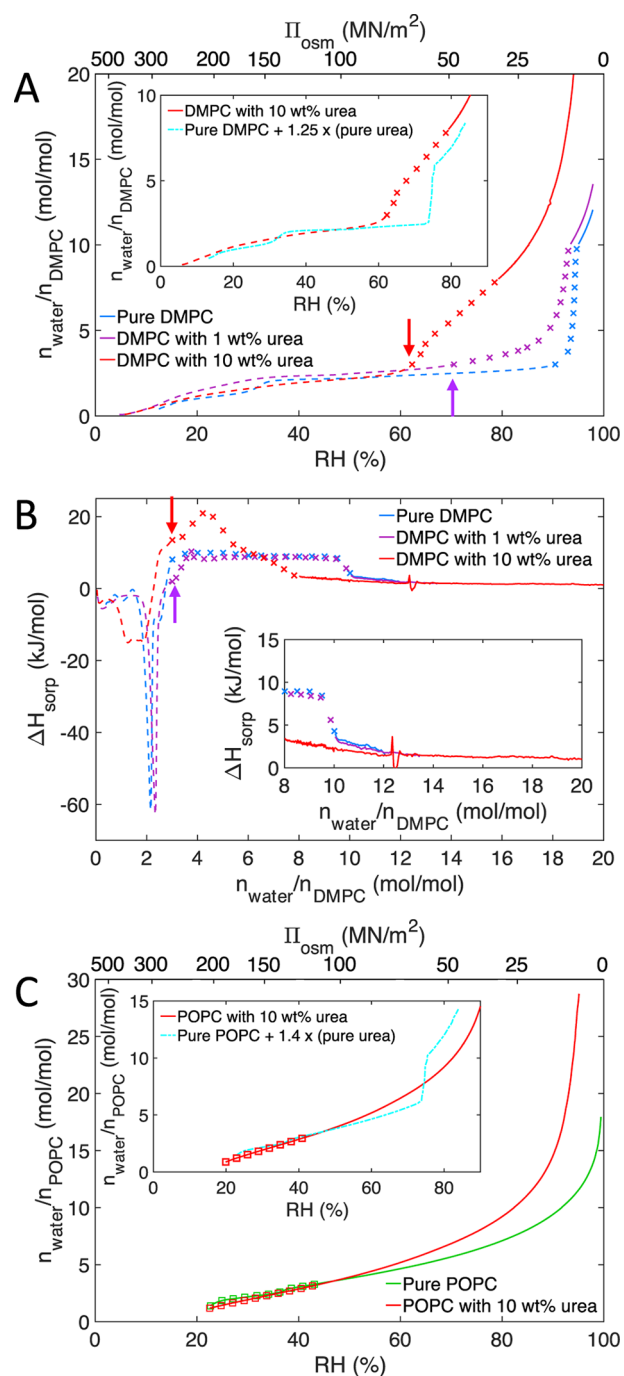 Π_osm (MN/m²)
500 300 200 150 100 50 25 0
A
20
15
10
5
0
n_water/n_DMPC (mol/mol)
10
5
0
n_water/n_DMPC (mol/mol)
DMPC with 10 wt% urea
Pure DMPC + 1.25 x (pure urea)
0 20 40 60 80
RH (%)
Pure DMPC
DMPC with 1 wt% urea
DMPC with 10 wt% urea
0 20 40 60 80 100
RH (%)
B
20
0
-20
-40
-60
ΔH_sorp (kJ/mol)
Pure DMPC
DMPC with 1 wt% urea
DMPC with 10 wt% urea
15
10
5
0
ΔH_sorp (kJ/mol)
8 10 12 14 16 18 20
n_water/n_DMPC (mol/mol)
0 2 4 6 8 10 12 14 16 18 20
n_water/n_DMPC (mol/mol)
Π_osm (MN/m²)
500 300 200 150 100 50 25 0
C
30
25
20
15
10
5
0
n_water/n_POPC (mol/mol)
15
10
5
0
n_water/n_POPC (mol/mol)
POPC with 10 wt% urea
Pure POPC + 1.4 x (pure urea)
20 40 60 80
RH (%)
Pure POPC
POPC with 10 wt% urea
0 20 40 60 80 100
RH (%)